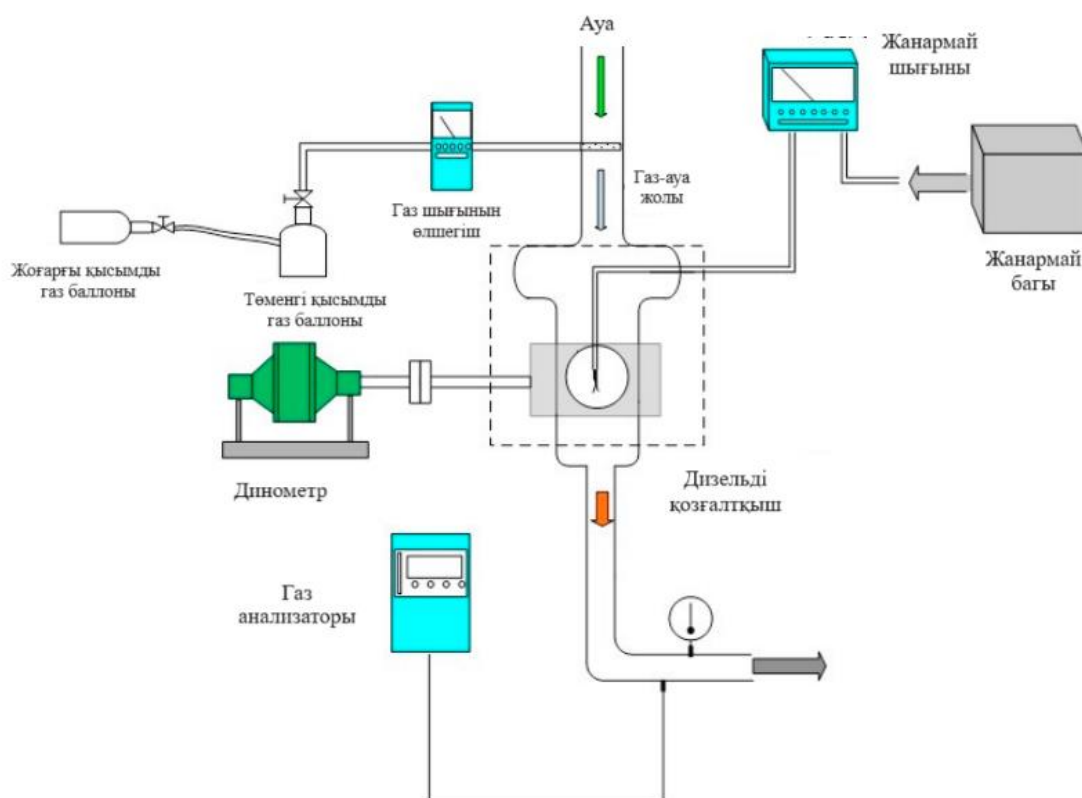 Ауа
Жанармай
шығыны
Газ-ауа
жолы
Газ шығынын
өлшегіш
Жоғарғы қысымды
газ баллоны
Төменгі қысымды
газ баллоны
Жанармай
бағы
Динометр
Дизельді
қозғалтқыш
Газ
анализаторы